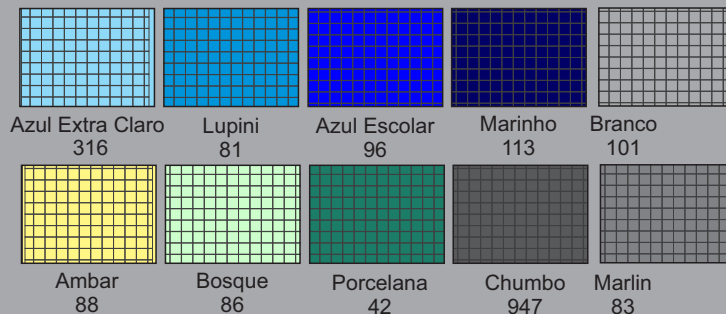 Azul Extra Claro Lupini Azul Escolar Marinho Branco
316 81 96 113 101
Ambar Bosque Porcelana Chumbo Marlin
88 86 42 947 83